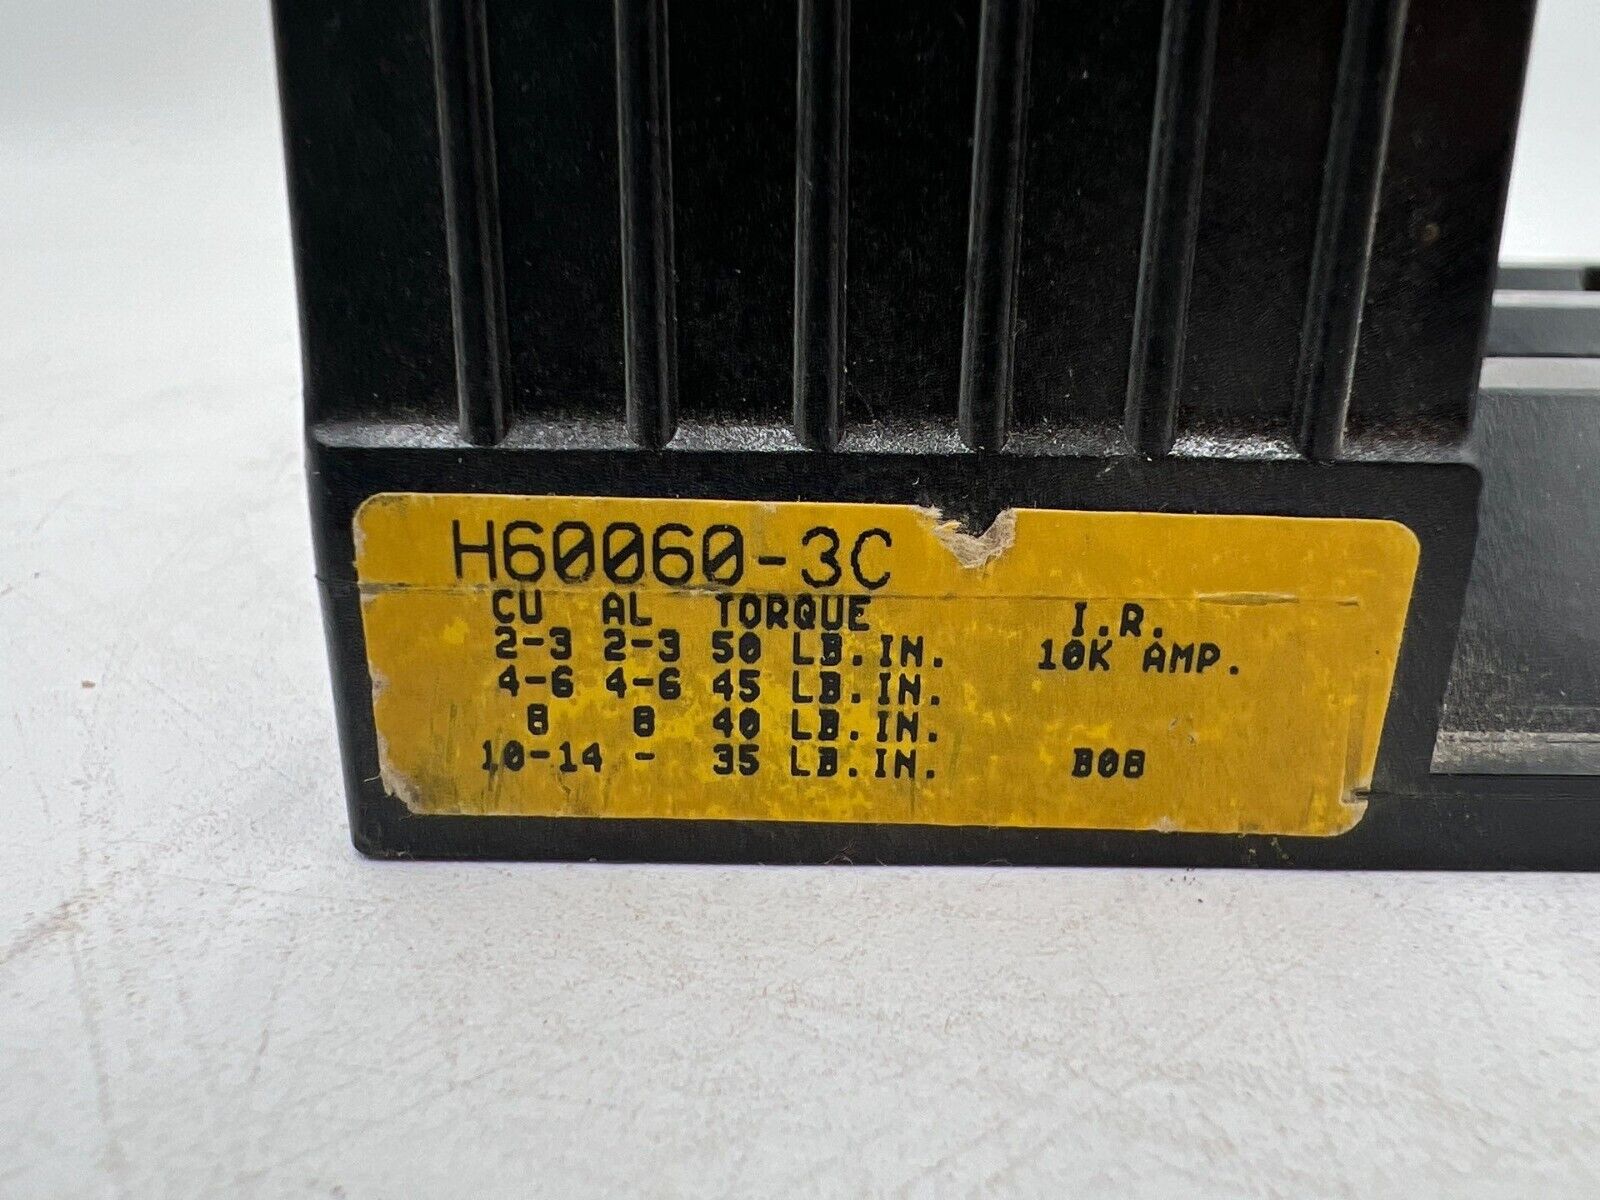 H60060-3C
CU AL TORQUE I.R.
2-3 2-3 50 LB.IN. 10K AMP.
4-6 4-6 45 LB.IN.
8 8 40 LB.IN.
10-14 - 35 LB.IN. B08